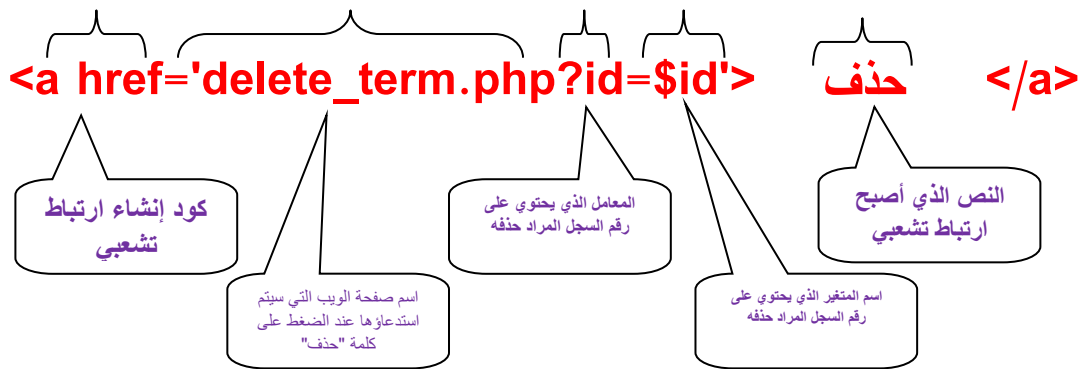 <a href='delete_term.php?id=$id'> حذف </a>
كود إنشاء ارتباط
تشعبي
المعامل الذي يحتوي على
رقم السجل المراد حذفه
النص الذي أصبح
ارتباط تشعبي
اسم صفحة الويب التي سيتم
استدعاؤها عند الضغط على
كلمة "حذف"
اسم المتغير الذي يحتوي على
رقم السجل المراد حذفه